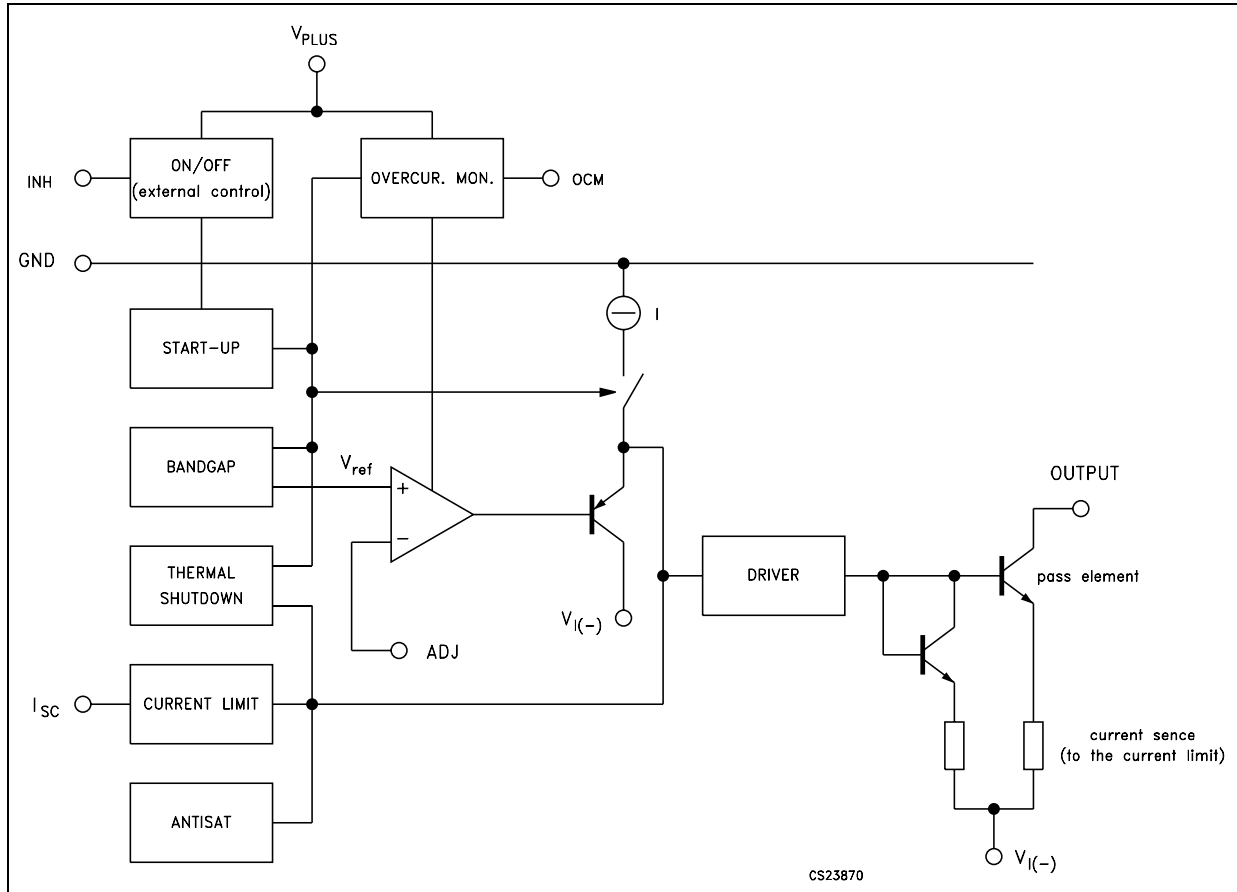 VPLUS
INH
ON/OFF
(external control)
OVERCUR. MON.
OCM
GND
I
START-UP
BANDGAP
Vref
+
−
OUTPUT
THERMAL
SHUTDOWN
DRIVER
pass element
VI(-)
ADJ
ISC
CURRENT LIMIT
current sence
(to the current limit)
ANTISAT
VI(-)
CS23870